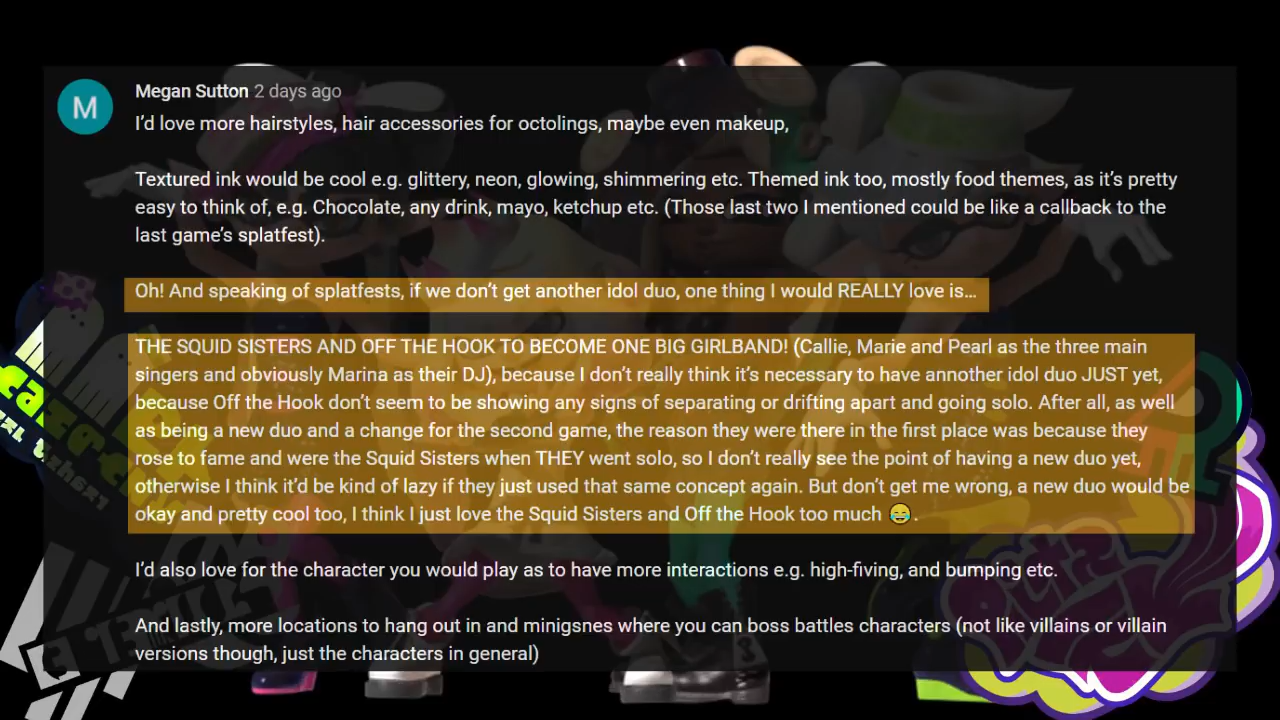 M
Megan Sutton 2 days ago
I’d love more hairstyles, hair accessories for octolings, maybe even makeup,
Textured ink would be cool e.g. glittery, neon, glowing, shimmering etc. Themed ink too, mostly food themes, as it’s pretty
easy to think of, e.g. Chocolate, any drink, mayo, ketchup etc. (Those last two I mentioned could be like a callback to the
last game’s splatfest).
Oh! And speaking of splatfests, if we don’t get another idol duo, one thing I would REALLY love is…
THE SQUID SISTERS AND OFF THE HOOK TO BECOME ONE BIG GIRLBAND! (Callie, Marie and Pearl as the three main
singers and obviously Marina as their DJ), because I don’t really think it’s necessary to have annother idol duo JUST yet,
because Off the Hook don’t seem to be showing any signs of separating or drifting apart and going solo. After all, as well
as being a new duo and a change for the second game, the reason they were there in the first place was because they
rose to fame and were the Squid Sisters when THEY went solo, so I don’t really see the point of having a new duo yet,
otherwise I think it’d be kind of lazy if they just used that same concept again. But don’t get me wrong, a new duo would be
okay and pretty cool too, I think I just love the Squid Sisters and Off the Hook too much 😂.
I’d also love for the character you would play as to have more interactions e.g. high-fiving, and bumping etc.
And lastly, more locations to hang out in and minigsnes where you can boss battles characters (not like villains or villain
versions though, just the characters in general)